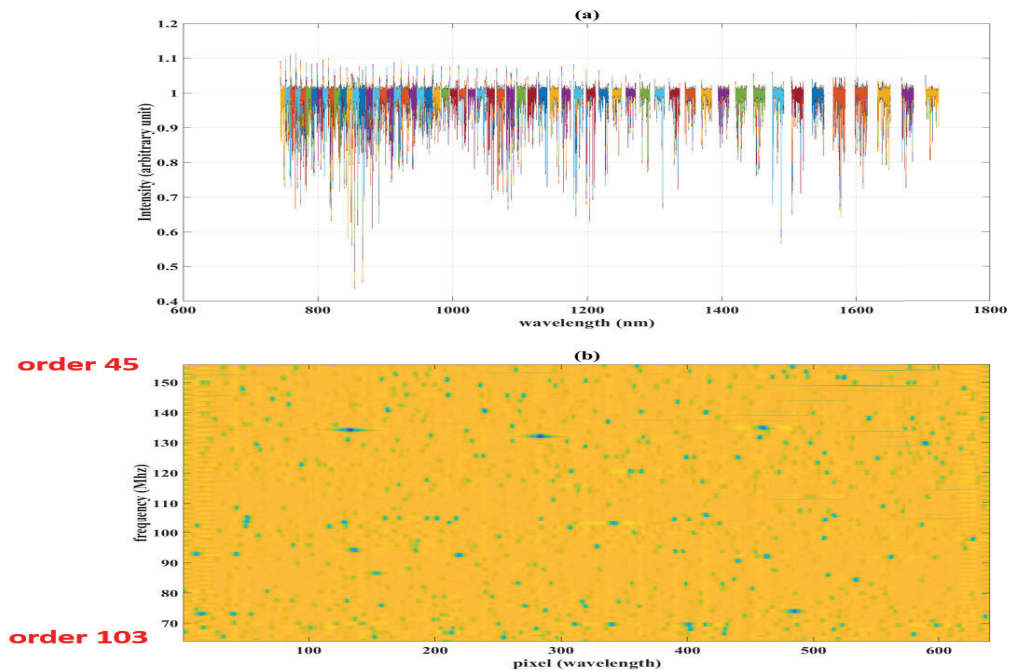 (a)
Intensity (arbitrary unit)
1.2
1.1
1
0.9
0.8
0.7
0.6
0.5
0.4
600 800 1000 1200 1400 1600 1800
wavelength (nm)
(b)
order 45
order 103
frequency (Mhz)
150
140
130
120
110
100
90
80
70
100 200 300 400 500 600
pixel (wavelength)